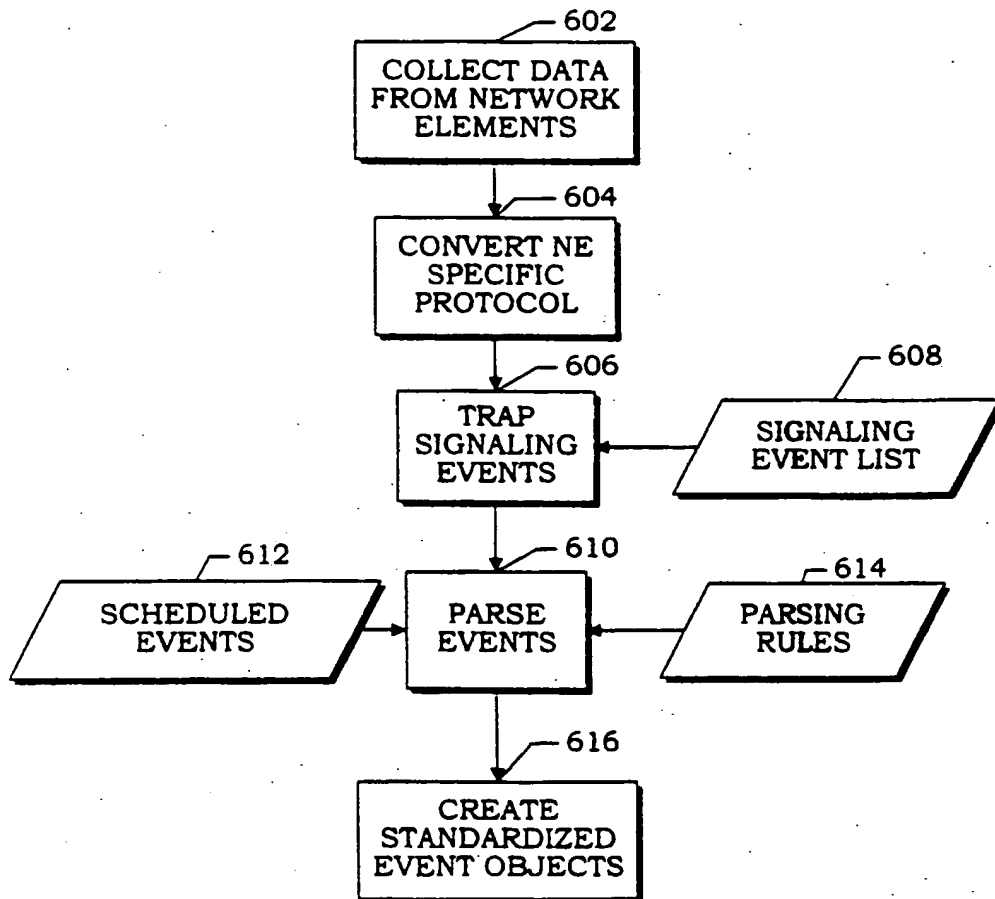 602
COLLECT DATA
FROM NETWORK
ELEMENTS
604
CONVERT NE
SPECIFIC
PROTOCOL
606
TRAP
SIGNALING
EVENTS
608
SIGNALING
EVENT LIST
612
SCHEDULED
EVENTS
610
PARSE
EVENTS
614
PARSING
RULES
616
CREATE
STANDARDIZED
EVENT OBJECTS